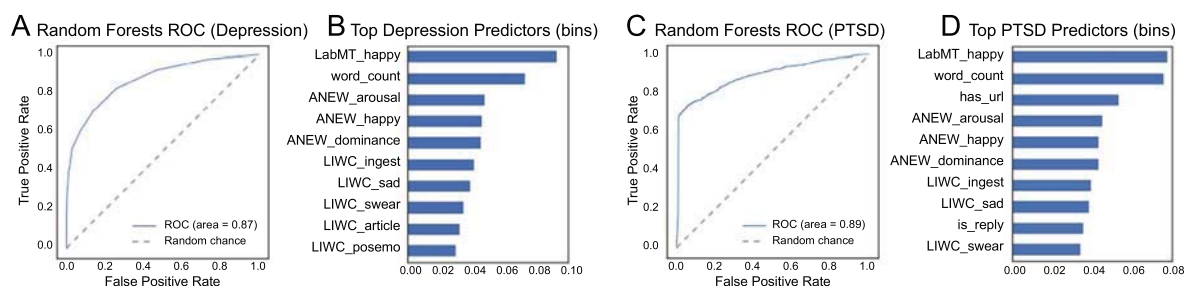 A Random Forests ROC (Depression)
True Positive Rate
1.0
0.8
0.6
0.4
0.2
0.0
ROC (area = 0.87)
Random chance
0.0 0.2 0.4 0.6 0.8 1.0
False Positive Rate
B Top Depression Predictors (bins)
LabMT_happy
word_count
ANEW_arousal
ANEW_happy
ANEW_dominance
LIWC_ingest
LIWC_sad
LIWC_swear
LIWC_article
LIWC_posemo
0.00 0.02 0.04 0.06 0.08 0.10
C Random Forests ROC (PTSD)
True Positive Rate
1.0
0.8
0.6
0.4
0.2
0.0
ROC (area = 0.89)
Random chance
0.0 0.2 0.4 0.6 0.8 1.0
False Positive Rate
D Top PTSD Predictors (bins)
LabMT_happy
word_count
has_url
ANEW_arousal
ANEW_happy
ANEW_dominance
LIWC_ingest
LIWC_sad
is_reply
LIWC_swear
0.00 0.02 0.04 0.06 0.08